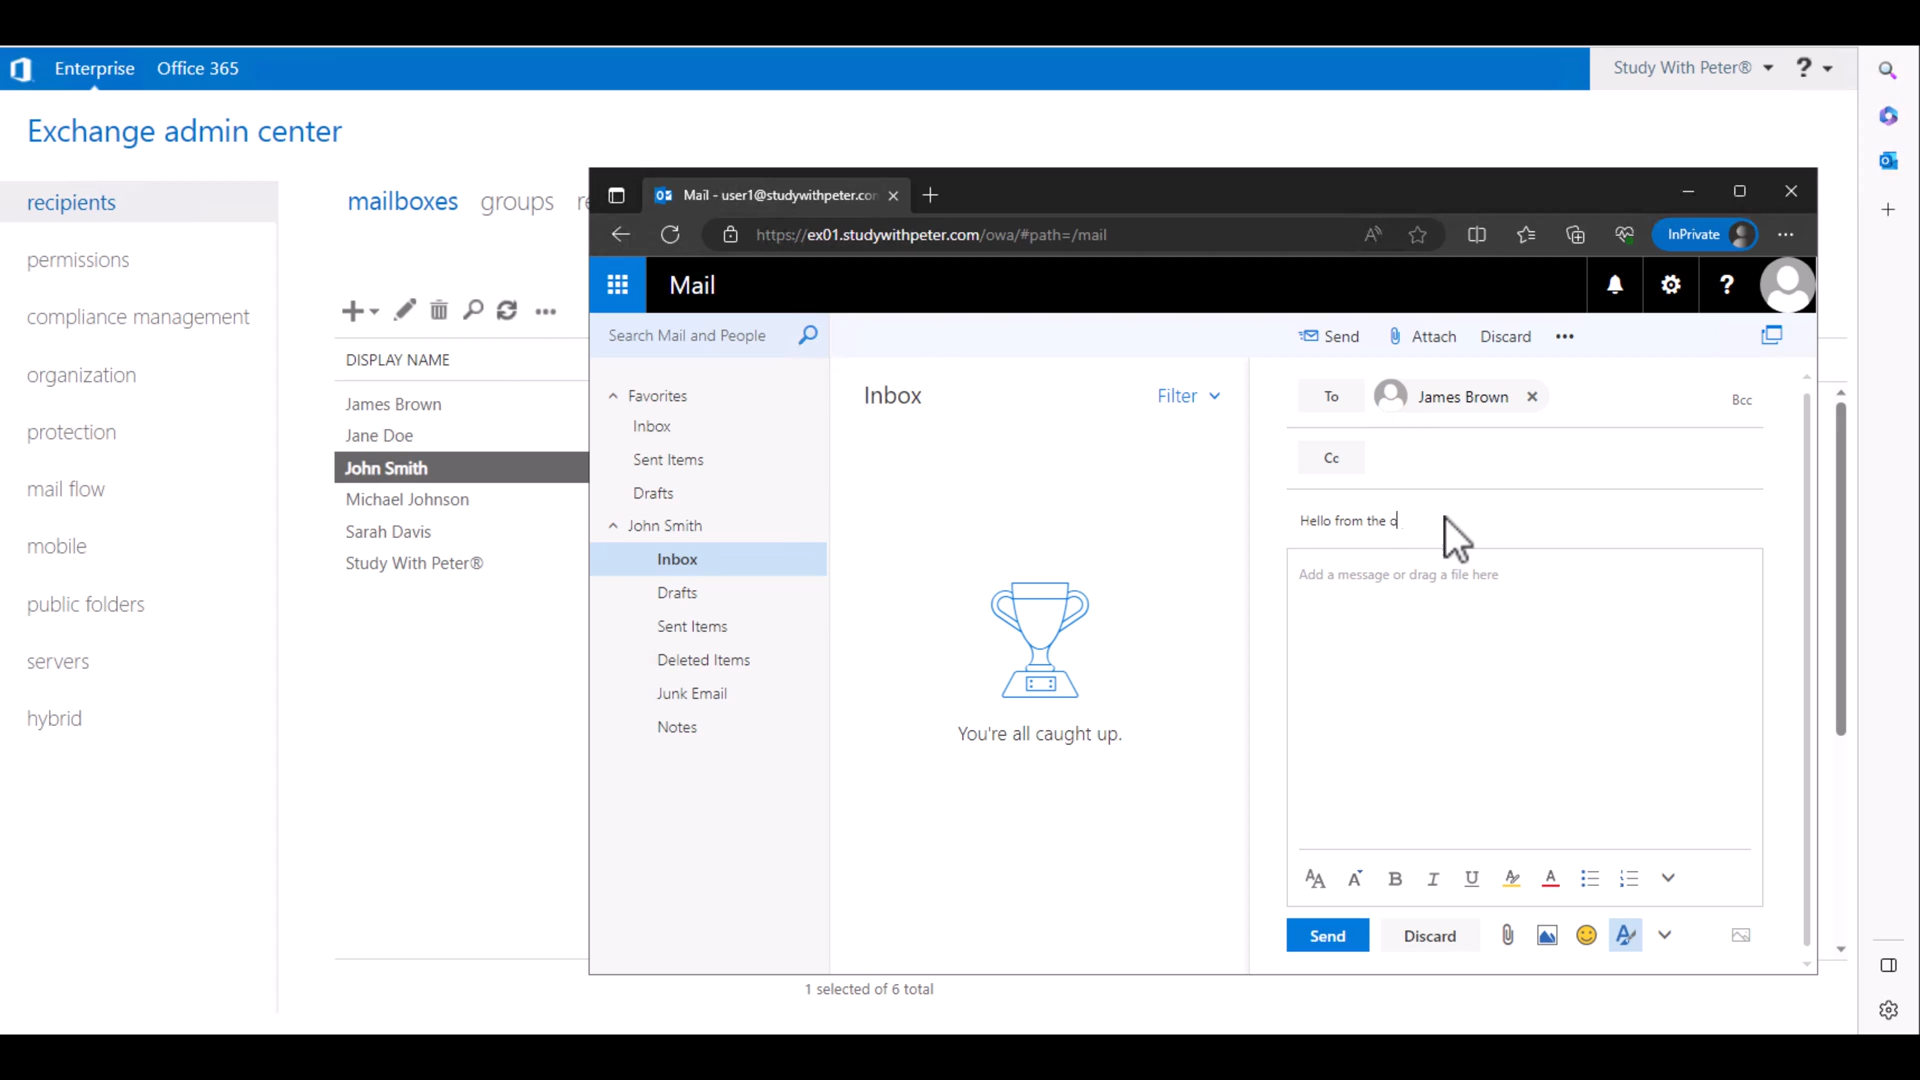 Enterprise Office 365
Study With Peter® ?
Exchange admin center
recipients
permissions
compliance management
organization
protection
mail flow
mobile
public folders
servers
hybrid
mailboxes groups re
DISPLAY NAME
James Brown
Jane Doe
John Smith
Michael Johnson
Sarah Davis
Study With Peter®
1 selected of 6 total
Mail - user1@studywithpeter.con
https://ex01.studywithpeter.com/owa/#path=/mail
InPrivate
Mail
?
Search Mail and People
Send Attach Discard
Favorites
Inbox
Sent Items
Drafts
John Smith
Inbox
Drafts
Sent Items
Deleted Items
Junk Email
Notes
Inbox Filter
You're all caught up.
To James Brown Bcc
Cc
Hello from the o
Add a message or drag a file here
Send Discard